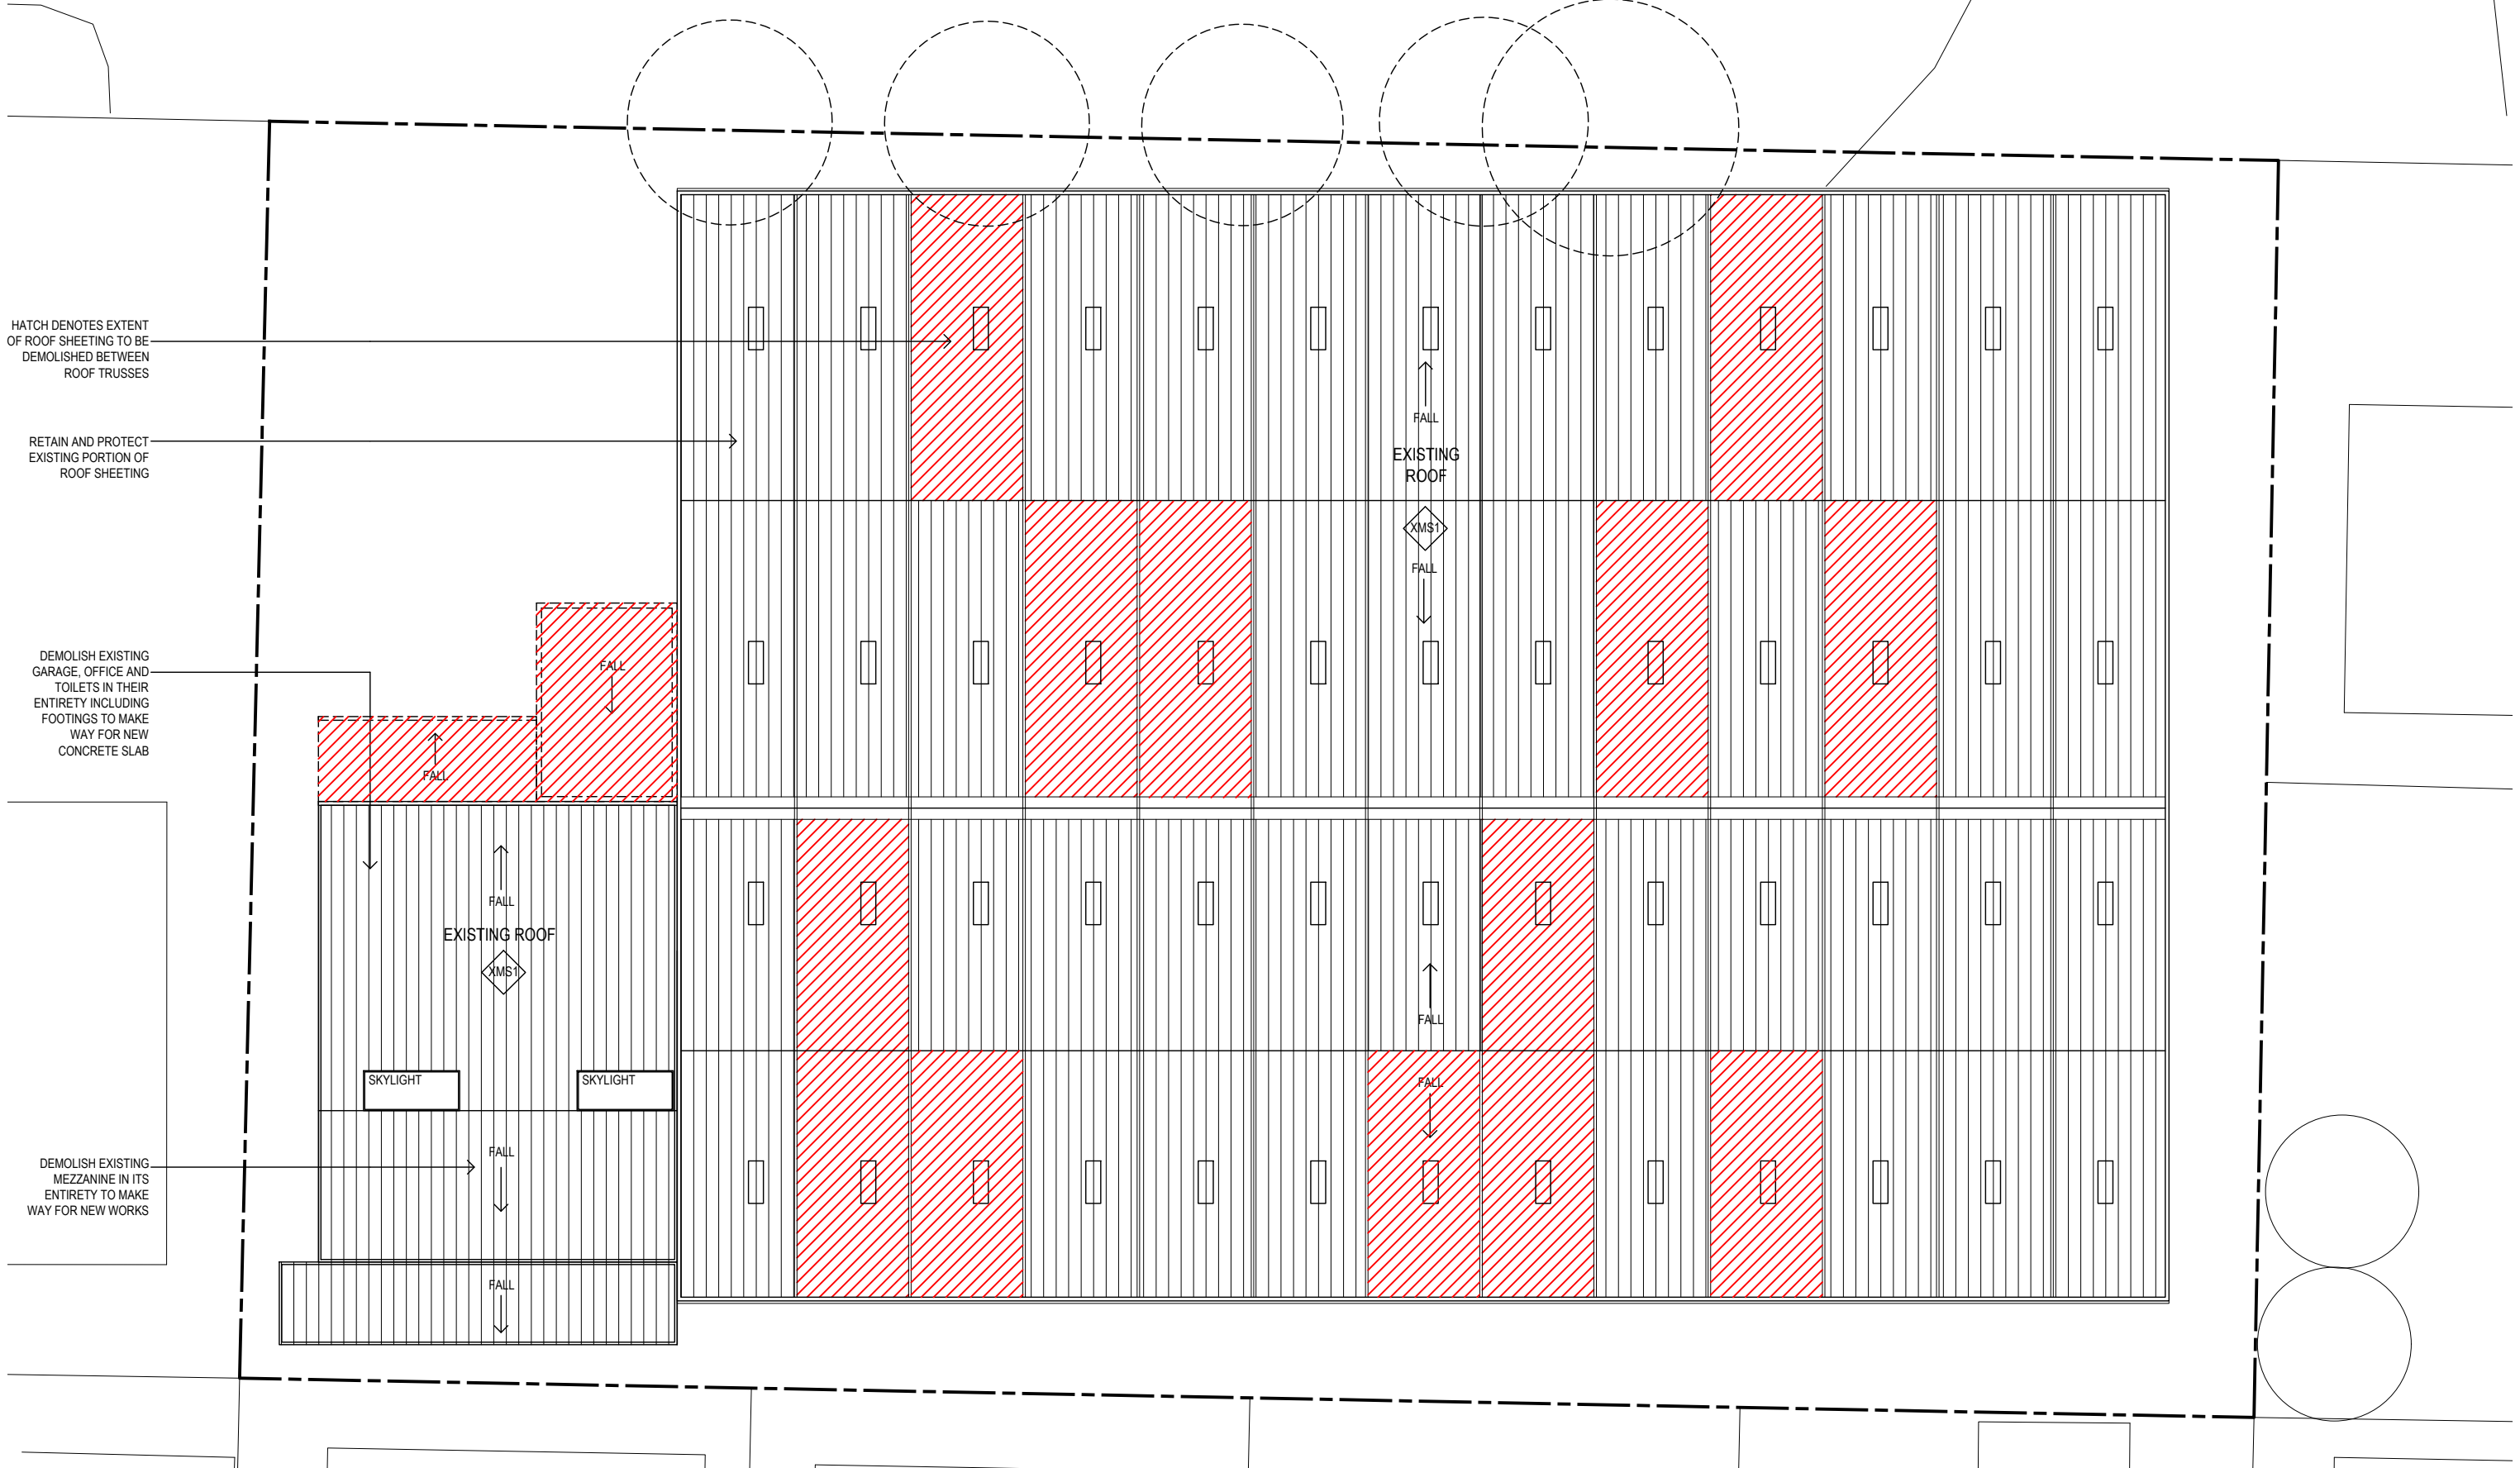 HATCH DENOTES EXTENT
OF ROOF SHEETING TO BE
DEMOLISHED BETWEEN
ROOF TRUSSES
RETAIN AND PROTECT
EXISTING PORTION OF
ROOF SHEETING
DEMOLISH EXISTING
GARAGE, OFFICE AND
TOILETS IN THEIR
ENTIRETY INCLUDING
FOOTINGS TO MAKE
WAY FOR NEW
CONCRETE SLAB
DEMOLISH EXISTING
MEZZANINE IN ITS
ENTIRETY TO MAKE
WAY FOR NEW WORKS
FALL
FALL
FALL
EXISTING ROOF
XMS1
SKYLIGHT
SKYLIGHT
FALL
FALL
FALL
EXISTING
ROOF
XMS1
FALL
FALL
FALL